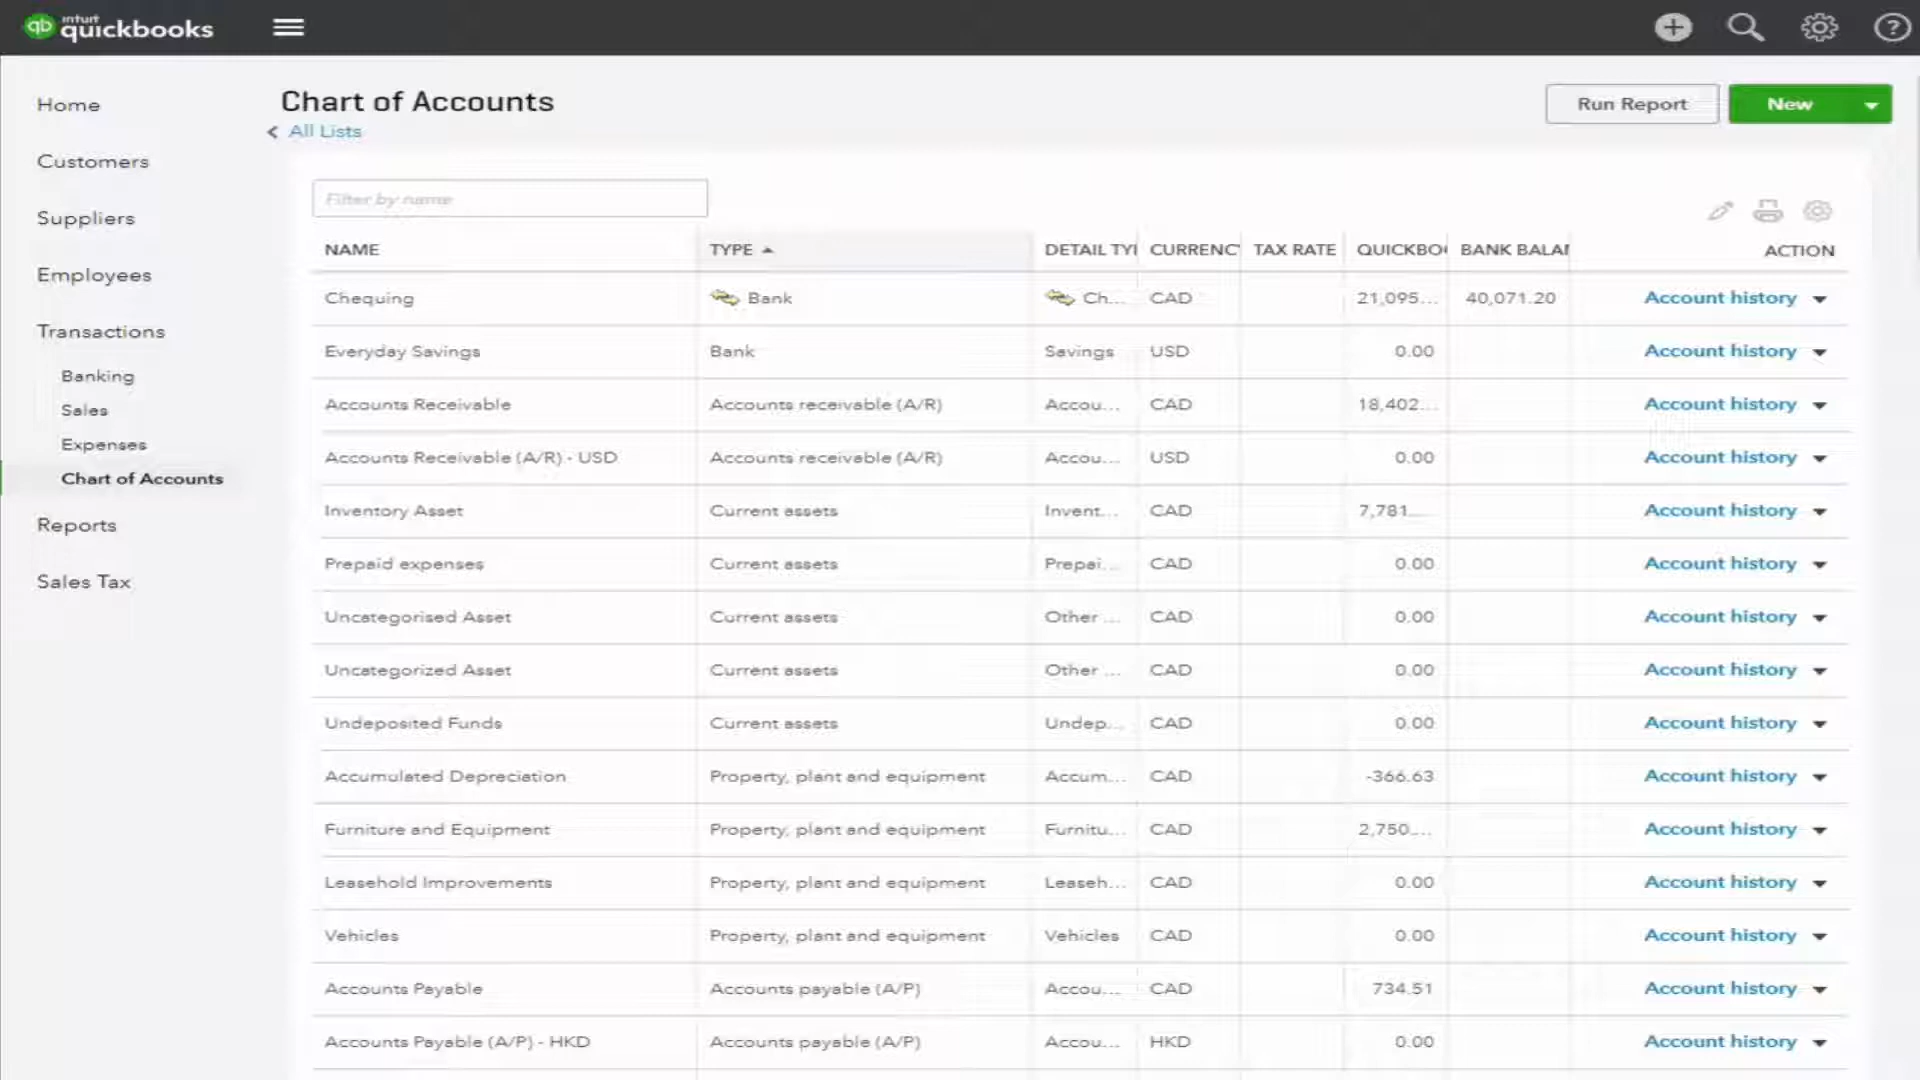 intuit
qb quickbooks
Home
Customers
Suppliers
Employees
Transactions
Banking
Sales
Expenses
Chart of Accounts
Reports
Sales Tax
Chart of Accounts
All Lists
Run Report New
Filter by name
NAME TYPE DETAIL TYI CURRENC TAX RATE QUICKBO BANK BALAI ACTION
Chequing Bank Ch... CAD 21,095... 40,071.20 Account history
Everyday Savings Bank Savings USD 0.00 Account history
Accounts Receivable Accounts receivable (A/R) Accou... CAD 18,402... Account history
Accounts Receivable (A/R) - USD Accounts receivable (A/R) Accou... USD 0.00 Account history
Inventory Asset Current assets Invent... CAD 7,781.... Account history
Prepaid expenses Current assets Prepai... CAD 0.00 Account history
Uncategorised Asset Current assets Other ... CAD 0.00 Account history
Uncategorized Asset Current assets Other ... CAD 0.00 Account history
Undeposited Funds Current assets Undep... CAD 0.00 Account history
Accumulated Depreciation Property, plant and equipment Accum... CAD -366.63 Account history
Furniture and Equipment Property, plant and equipment Furnitu... CAD 2,750.... Account history
Leasehold Improvements Property, plant and equipment Leaseh... CAD 0.00 Account history
Vehicles Property, plant and equipment Vehicles CAD 0.00 Account history
Accounts Payable Accounts payable (A/P) Accou... CAD 734.51 Account history
Accounts Payable (A/P) - HKD Accounts payable (A/P) Accou... HKD 0.00 Account history